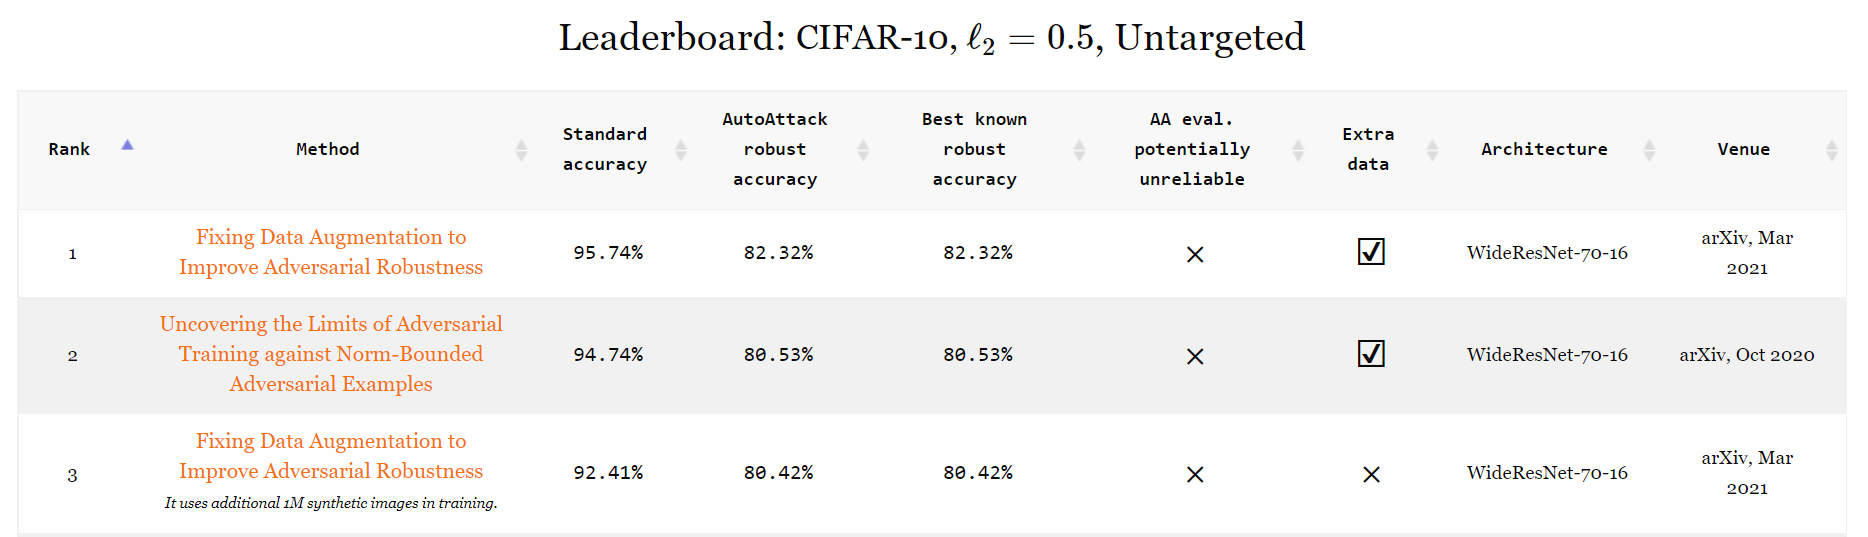 Leaderboard: CIFAR-10, ℓ₂ = 0.5, Untargeted
Rank Method Standard accuracy AutoAttack robust accuracy Best known robust accuracy AA eval. potentially unreliable Extra data Architecture Venue
1 Fixing Data Augmentation to Improve Adversarial Robustness 95.74% 82.32% 82.32% × ☑ WideResNet-70-16 arXiv, Mar 2021
2 Uncovering the Limits of Adversarial Training against Norm-Bounded Adversarial Examples 94.74% 80.53% 80.53% × ☑ WideResNet-70-16 arXiv, Oct 2020
3 Fixing Data Augmentation to Improve Adversarial Robustness It uses additional 1M synthetic images in training. 92.41% 80.42% 80.42% × × WideResNet-70-16 arXiv, Mar 2021